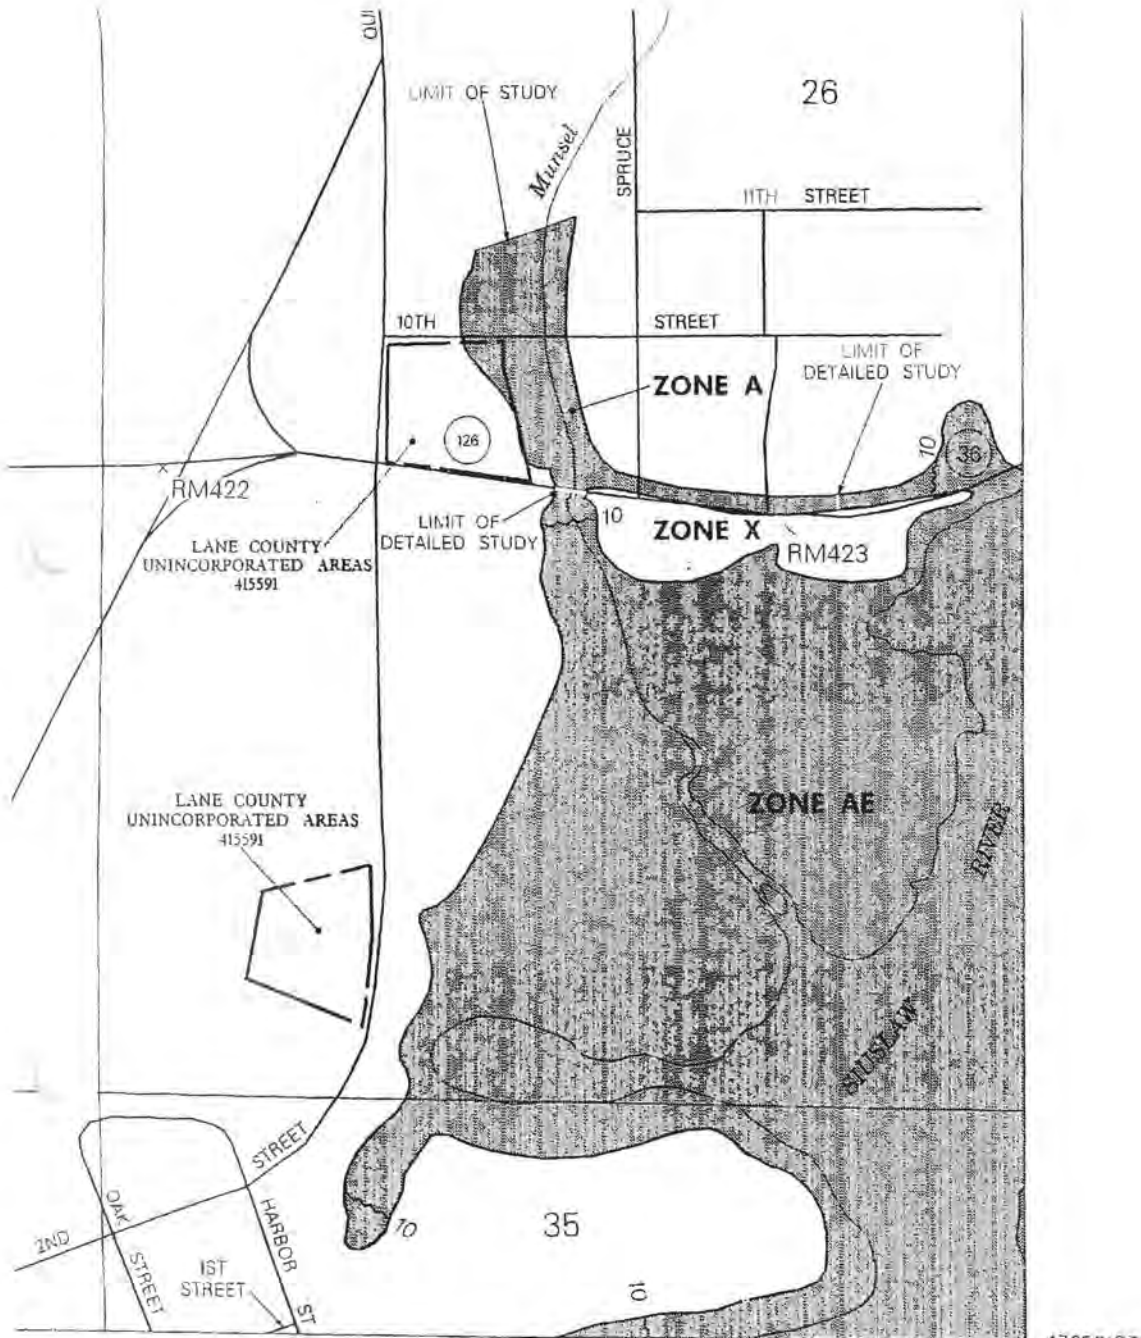 QUI
LIMIT OF STUDY
Munsel
SPRUCE
26
11TH STREET
10TH
STREET
LIMIT OF
DETAILED STUDY
ZONE A
10
36
126
RM422
LIMIT OF
DETAILED STUDY
10
ZONE X
RM423
LANE COUNTY
UNINCORPORATED AREAS
415591
ZONE AE
LANE COUNTY
UNINCORPORATED AREAS
415591
RIVER
SIUSLAW
STREET
2ND
OAK
STREET
HARBOR
ST
1ST
STREET
10
35
10